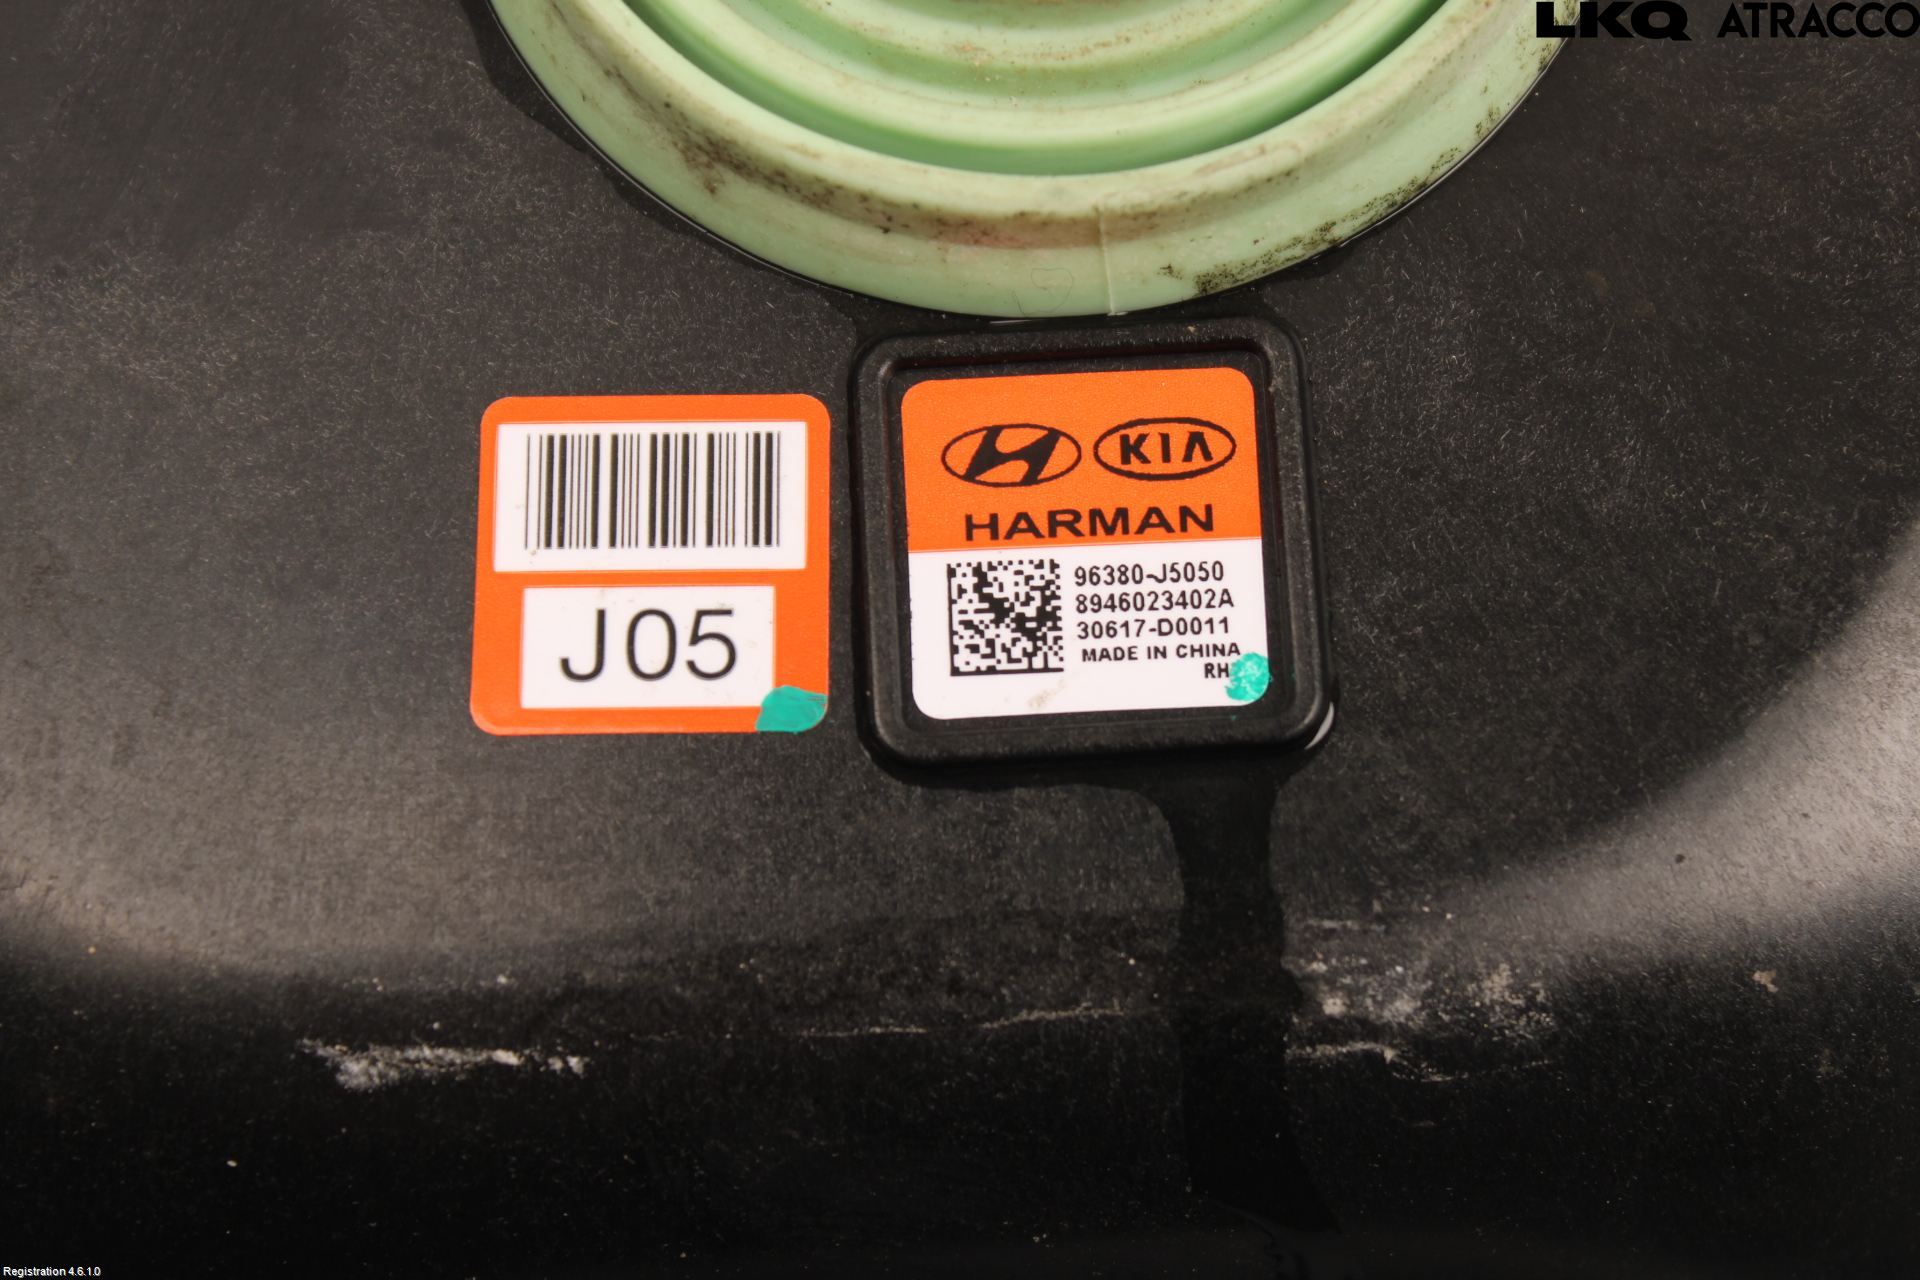 LKQ ATRACCO
KIA
HARMAN
96380-J5050
8946023402A
30617-D0011
MADE IN CHINA
RH
J05
Registration 4.6.1.0